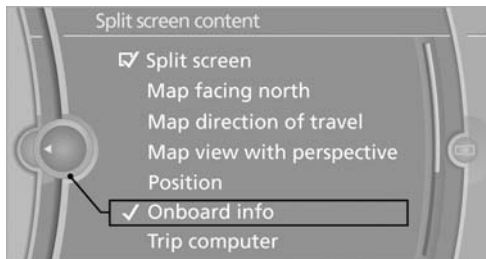 Split screen content
Split screen
Map facing north
Map direction of travel
Map view with perspective
Position
Onboard info
Trip computer